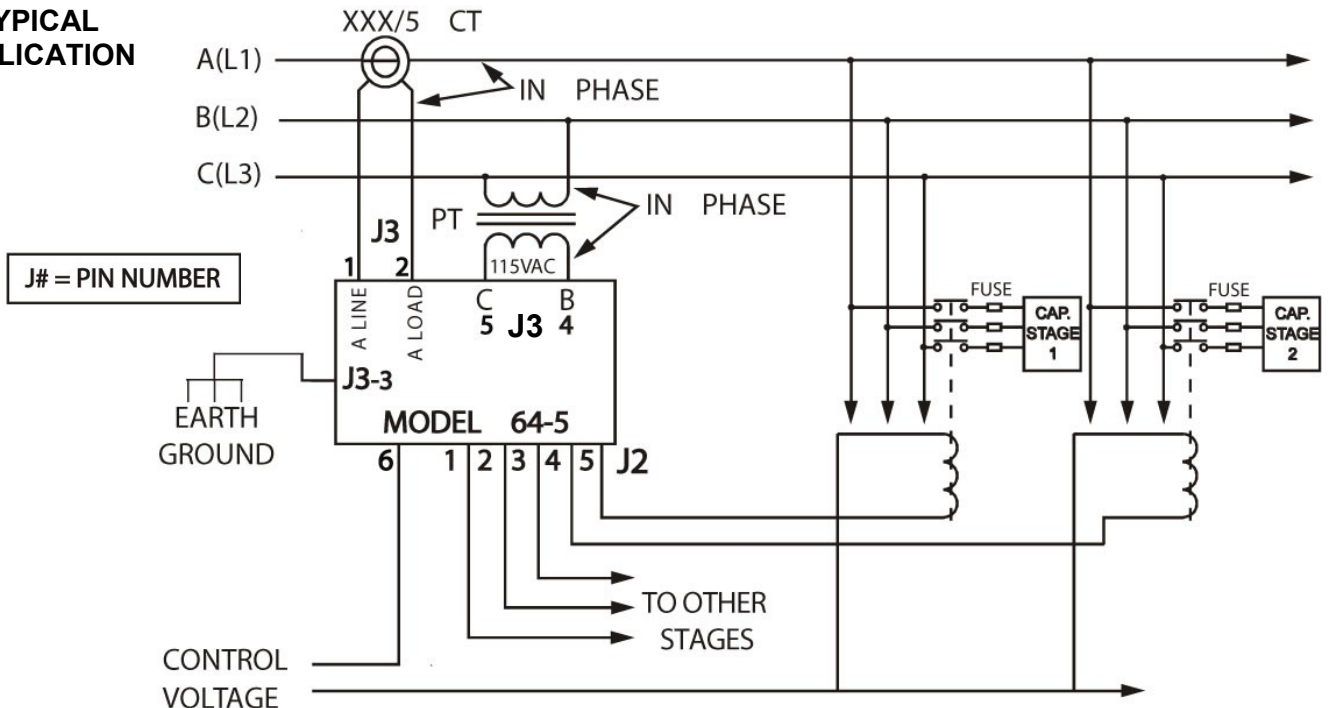 YPICAL
LICATION
XXX/5 CT
A(L1)
IN PHASE
B(L2)
C(L3)
IN PHASE
PT
J3
J# = PIN NUMBER
1 2
115VAC
A LINE
A LOAD
C B
5 J3 4
FUSE
CAP.
STAGE
1
FUSE
CAP.
STAGE
2
J3-3
EARTH
GROUND
MODEL 64-5
6 1 2 3 4 5 J2
TO OTHER
STAGES
CONTROL
VOLTAGE